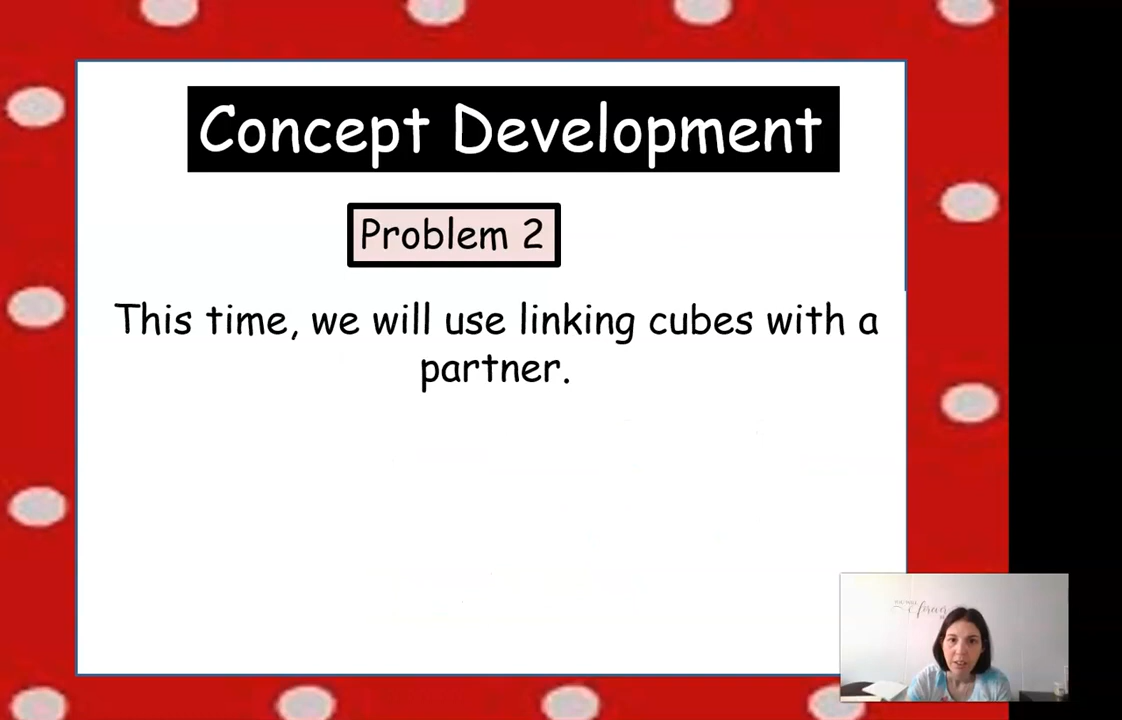 Concept Development
Problem 2
This time, we will use linking cubes with a
partner.